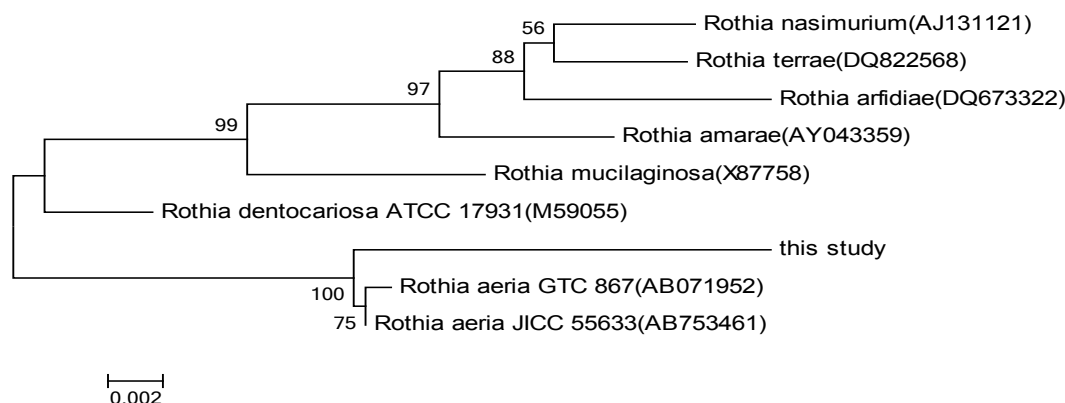 Rothia nasimurium(AJ131121)
56
Rothia terrae(DQ822568)
88
97
Rothia arfidiae(DQ673322)
99
Rothia amarae(AY043359)
Rothia mucilaginosa(X87758)
Rothia dentocariosa ATCC 17931(M59055)
this study
100
Rothia aeria GTC 867(AB071952)
75
Rothia aeria JICC 55633(AB753461)
0.002